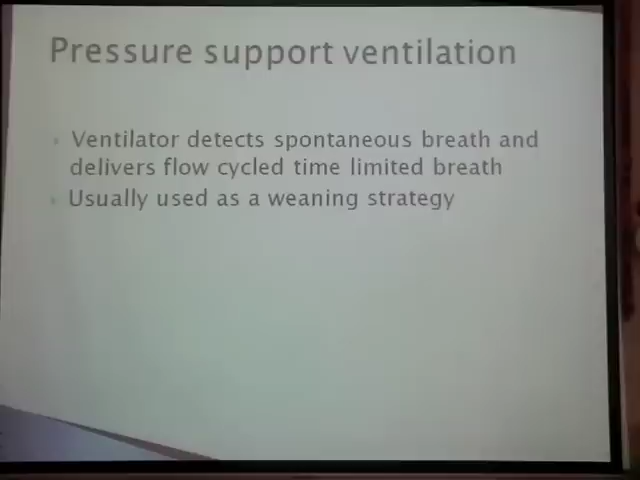 Pressure support ventilation
Ventilator detects spontaneous breath and
delivers flow cycled time limited breath
Usually used as a weaning strategy